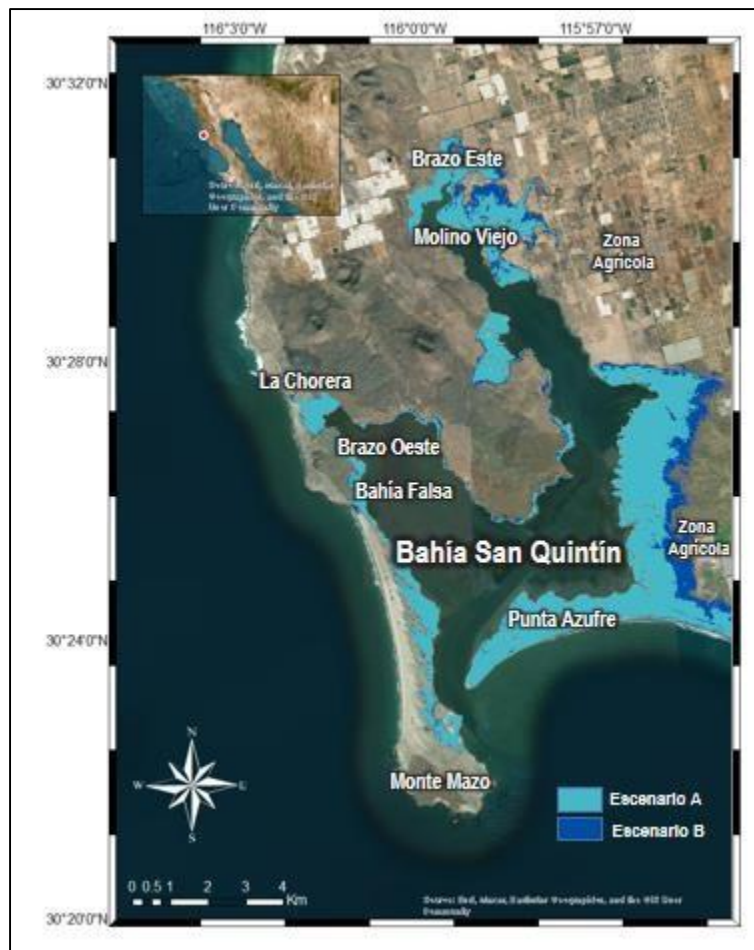 116°3'0"W 116°0'0"W 115°57'0"W
30°32'0"N
Brazo Este
Molino Viejo
Zona
Agrícola
30°28'0"N
La Chorera
Brazo Oeste
Bahía Falsa
Zona
Agrícola
Bahía San Quintín
Punta Azufre
30°24'0"N
N
W E
S
Monte Mazo
Escenario A
Escenario B
0 0.5 1 2 3 4
Km
30°20'0"N